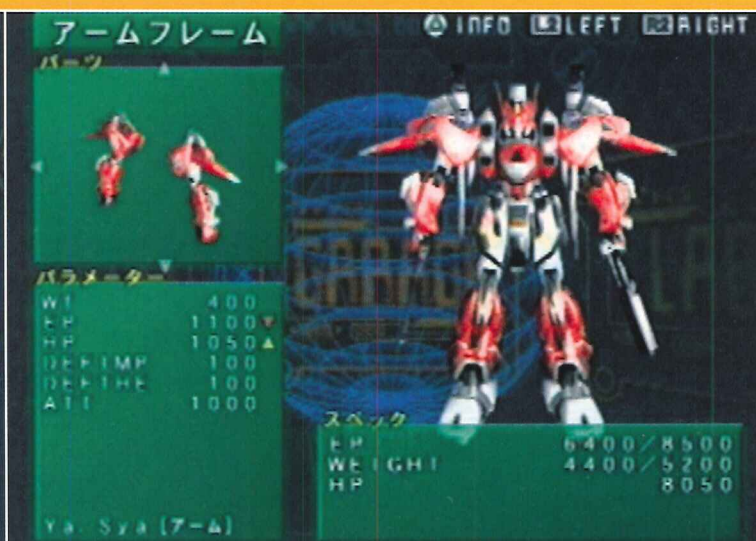 アームフレーム
△ INFO L2 LEFT R2 RIGHT
パーツ
パラメーター
WT 400
EP 1100▼
HP 1050▲
DEFIMP 100
DEFTHE 100
ATT 1000
Ya. Sya [アーム]
スペック
EP 6400/8500
WEIGHT 4400/5200
HP 8050